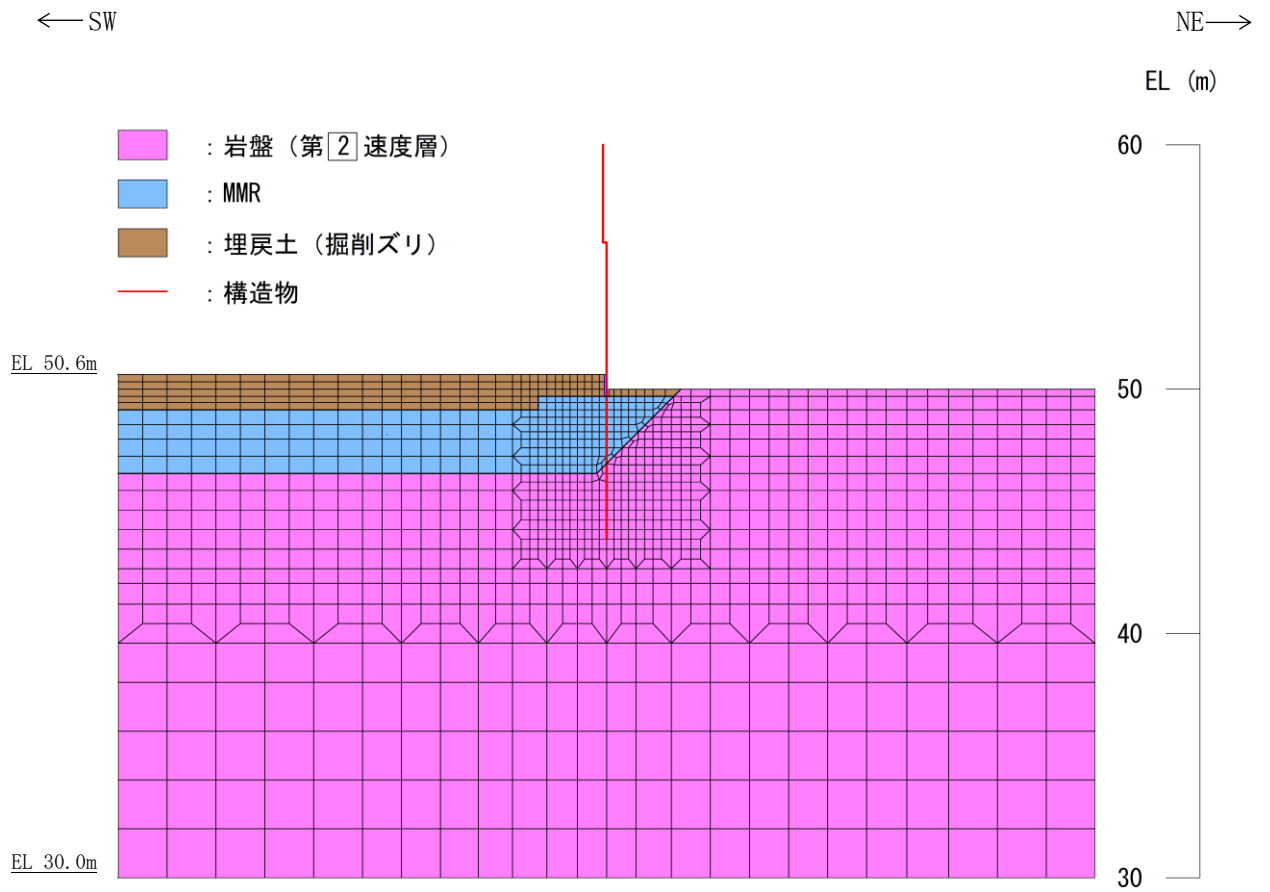 ←SW
NE→
EL (m)
: 岩盤（第2速度層）
: MMR
: 埋戻土（掘削ズリ）
: 構造物
60
EL 50.6m
50
40
EL 30.0m
30